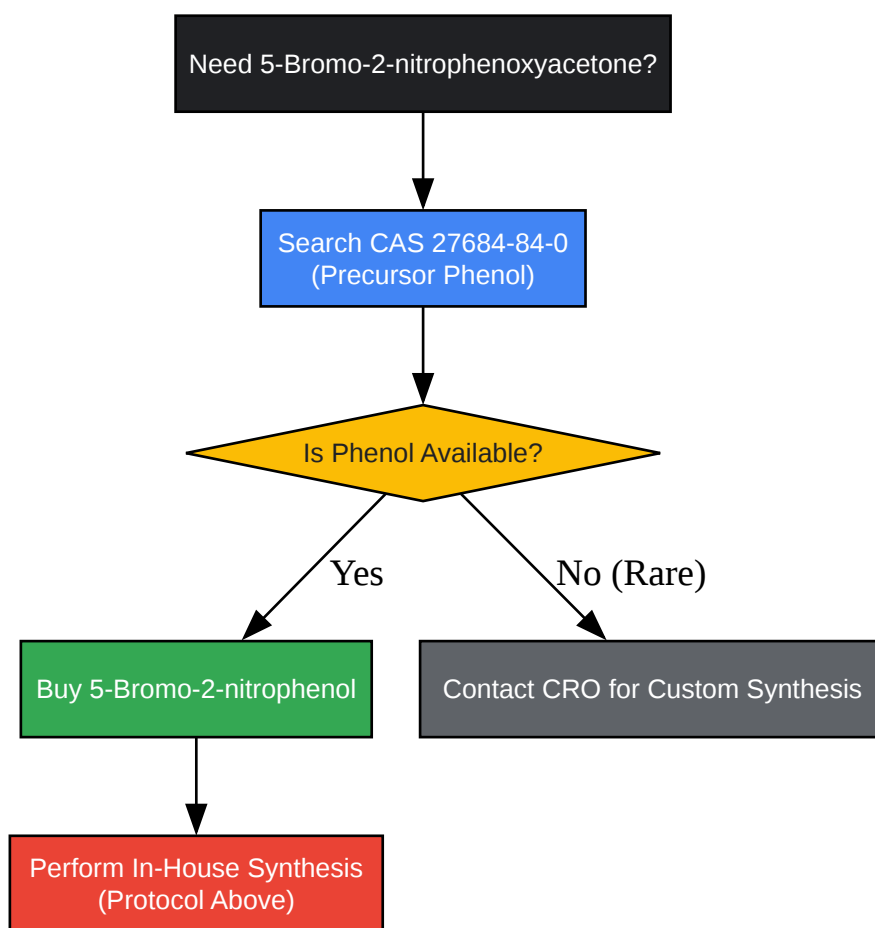 Need 5-Bromo-2-nitrophenoxyacetone?
Search CAS 27684-84-0
(Precursor Phenol)
Is Phenol Available?
Yes
No (Rare)
Buy 5-Bromo-2-nitrophenol
Contact CRO for Custom Synthesis
Perform In-House Synthesis
(Protocol Above)